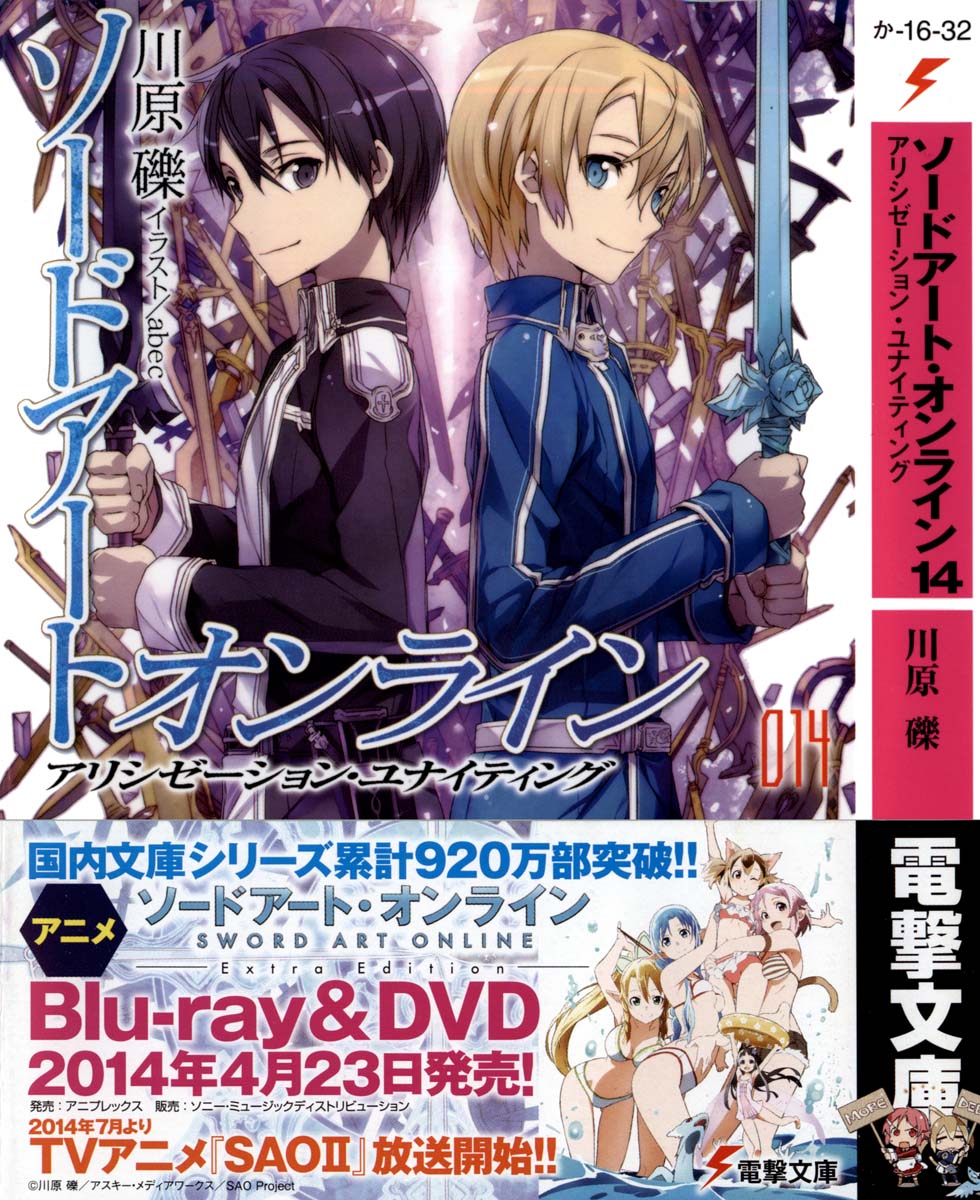 ソードアート
オンライン
川原 礫
イラスト/abec
アリシゼーション・ユナイティング
014
か-16-32
ソードアート・オンライン14
アリシゼーション・ユナイティング
川原 礫
電撃文庫
国内文庫シリーズ累計920万部突破!!
アニメ
ソードアート・オンライン
SWORD ART ONLINE
Extra Edition
Blu-ray&DVD
2014年4月23日発売!
発売:アニプレックス 販売:ソニー・ミュージックディストリビューション
2014年7月より
TVアニメ『SAOⅡ』放送開始!!
©川原 礫/アスキー・メディアワークス/SAO Project
電撃文庫
MORE